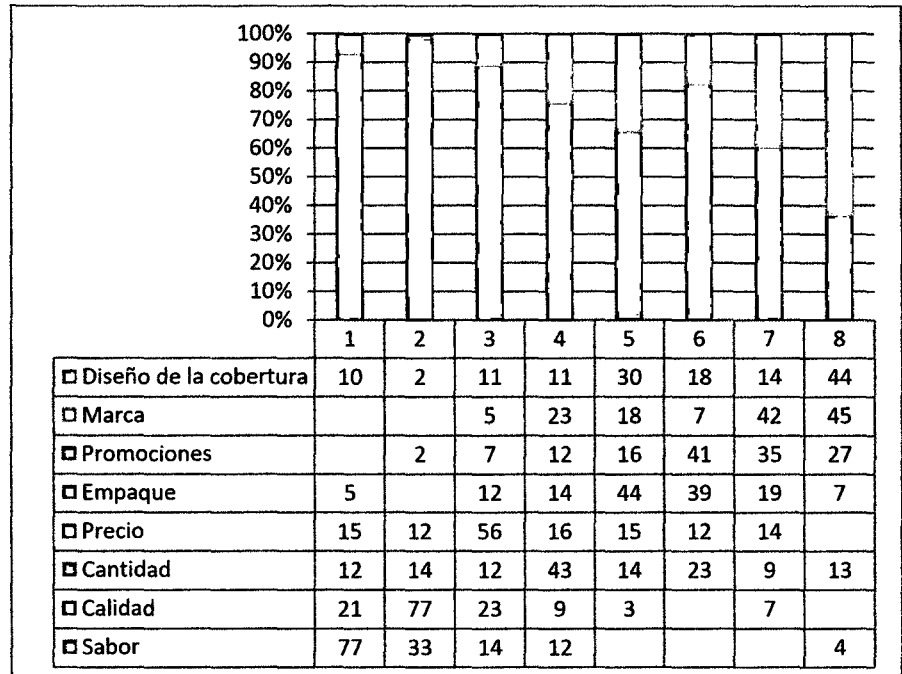 100%
90%
80%
70%
60%
50%
40%
30%
20%
10%
0%
1 2 3 4 5 6 7 8
Diseño de la cobertura 10 2 11 11 30 18 14 44
Marca 5 23 18 7 42 45
Promociones 2 7 12 16 41 35 27
Empaque 5 12 14 44 39 19 7
Precio 15 12 56 16 15 12 14
Cantidad 12 14 12 43 14 23 9 13
Calidad 21 77 23 9 3 7
Sabor 77 33 14 12 4